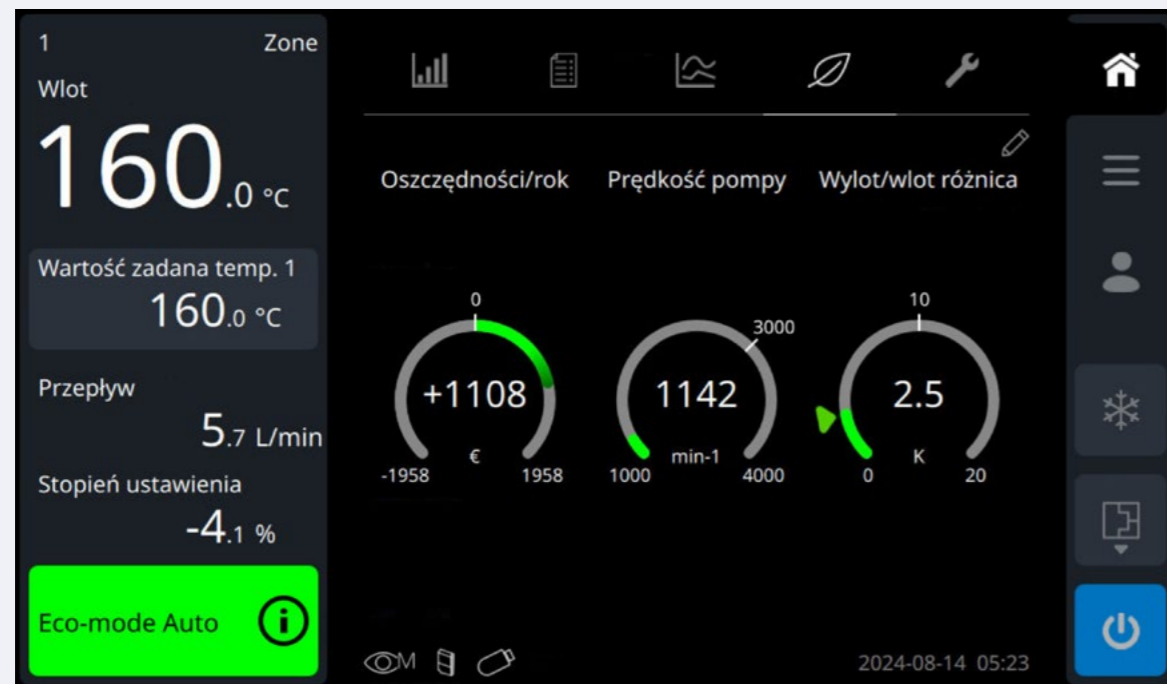 1 Zone
Wlot
160.0 °C
Wartość zadana temp. 1
160.0 °C
Przepływ
5.7 L/min
Stopień ustawienia
-4.1 %
Eco-mode Auto
Oszczędności/rok Prędkość pompy Wylot/wlot różnica
0
+1108
€
-1958 1958
3000
1142
min-1
1000 4000
10
2.5
K
0 20
M
2024-08-14 05:23